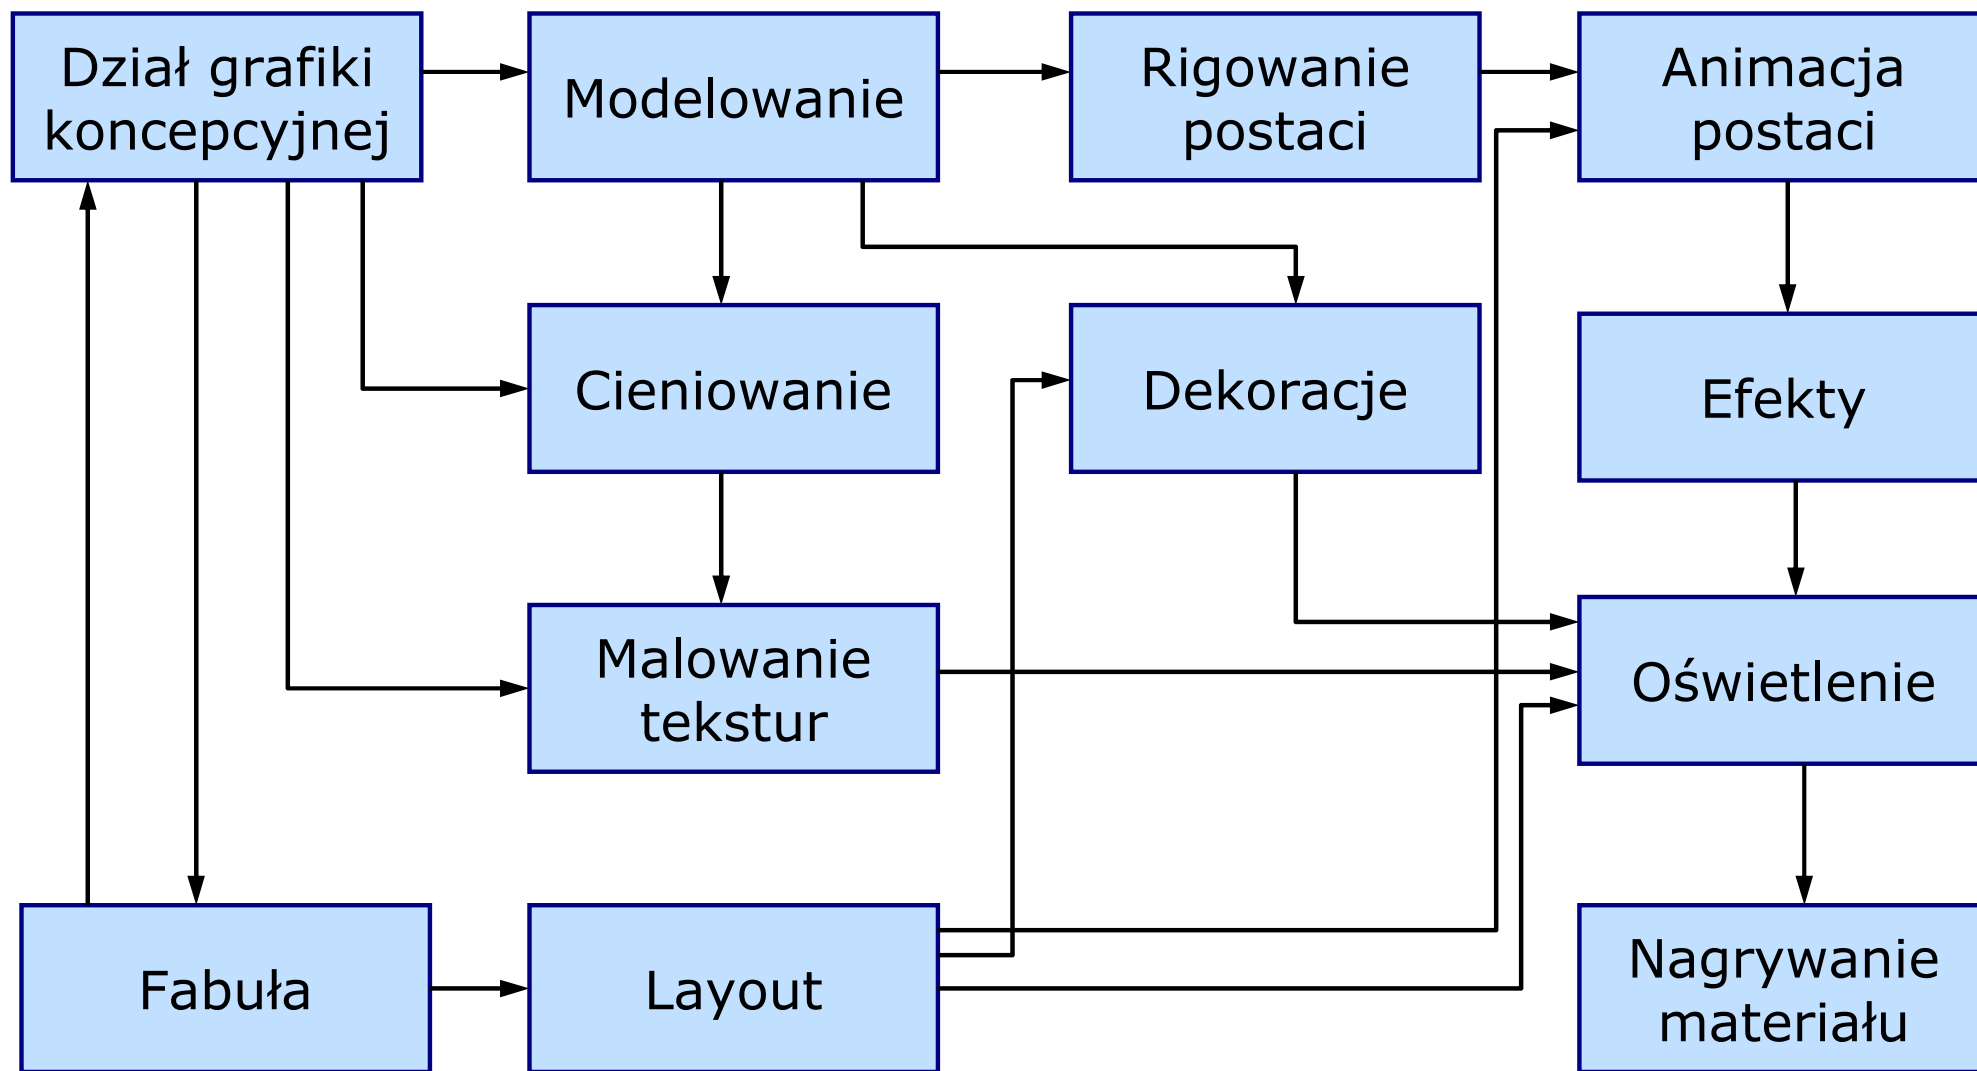 Dział grafiki
koncepcyjnej
Modelowanie
Rigowanie
postaci
Animacja
postaci
Cieniowanie
Dekoracje
Efekty
Malowanie
tekstur
Oświetlenie
Fabuła
Layout
Nagrywanie
materiału